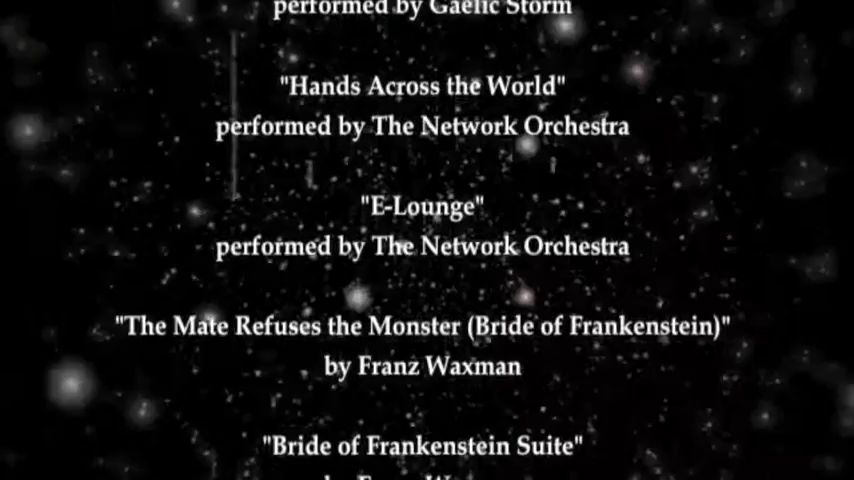 performed by Gaelic Storm
"Hands Across the World"
performed by The Network Orchestra
"E-Lounge"
performed by The Network Orchestra
"The Mate Refuses the Monster (Bride of Frankenstein)"
by Franz Waxman
"Bride of Frankenstein Suite"